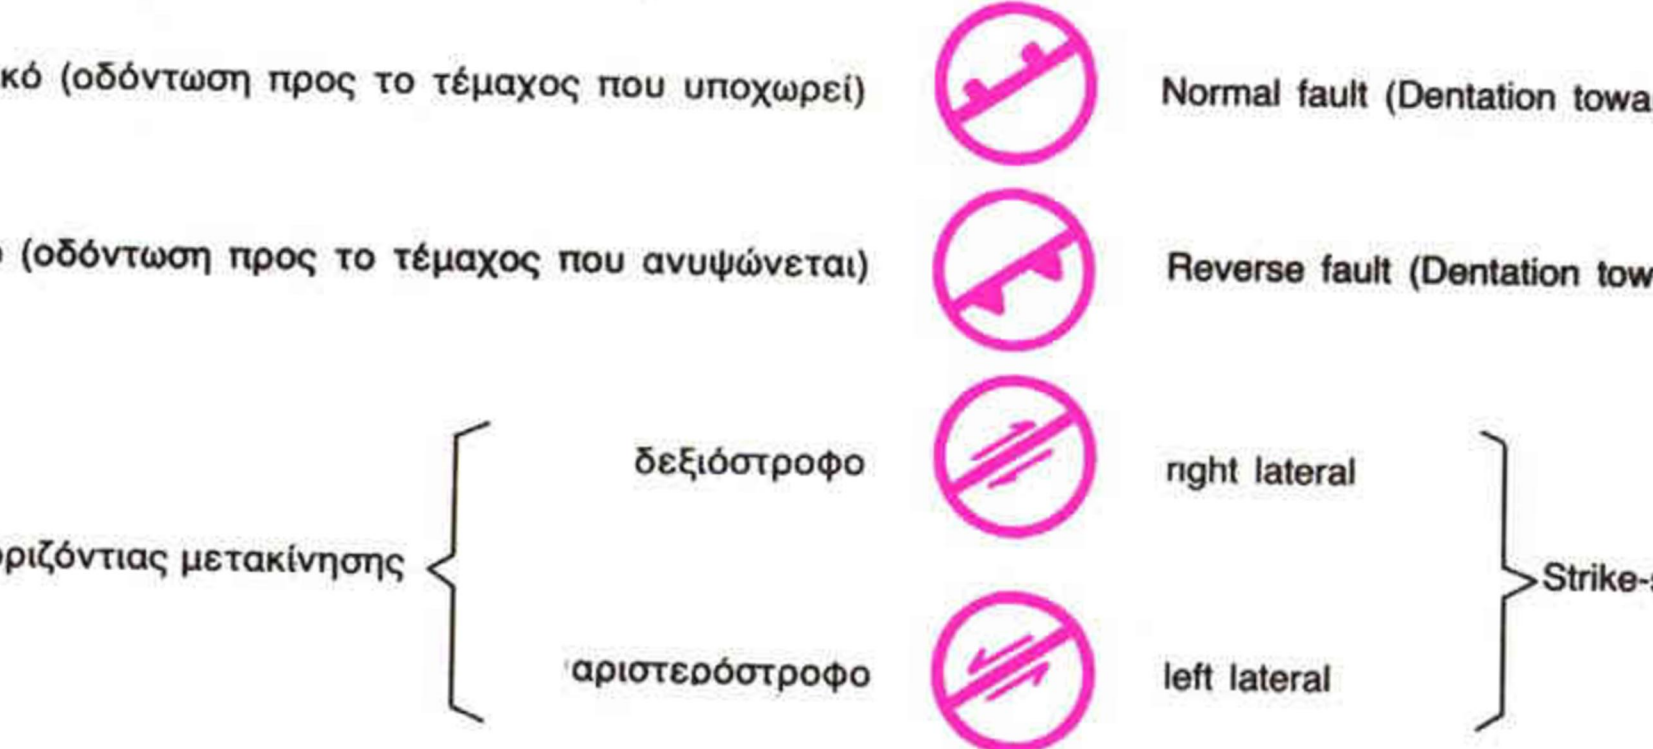 κό (οδόντωση προς το τέμαχος που υποχωρεί) Normal fault (Dentation towa
(οδόντωση προς το τέμαχος που ανυψώνεται) Reverse fault (Dentation tow
δεξιόστροφο right lateral
ριζόντιας μετακίνησης Strike-
αριστερόστροφο left lateral